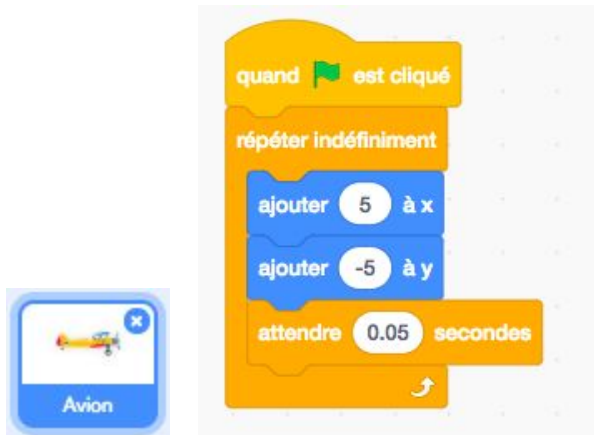 quand est cliqué
répéter indéfiniment
ajouter 5 à x
ajouter -5 à y
attendre 0.05 secondes
Avion